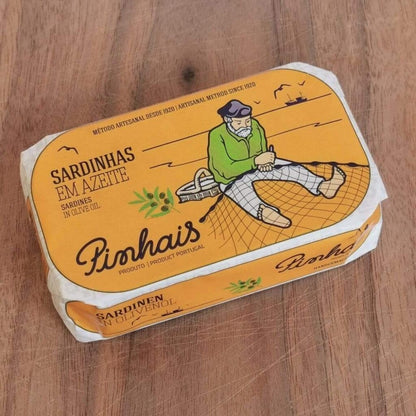 MÉTODO ARTESANAL DESDE 1920 | ARTISANAL METHOD SINCE 1920
SARDINHAS
EM AZEITE
SARDINES
IN OLIVE OIL
Pinhais
PRODUTO | PRODUCT PORTUGAL
SARDINEN
IN OLIVENÖL
Pinhais